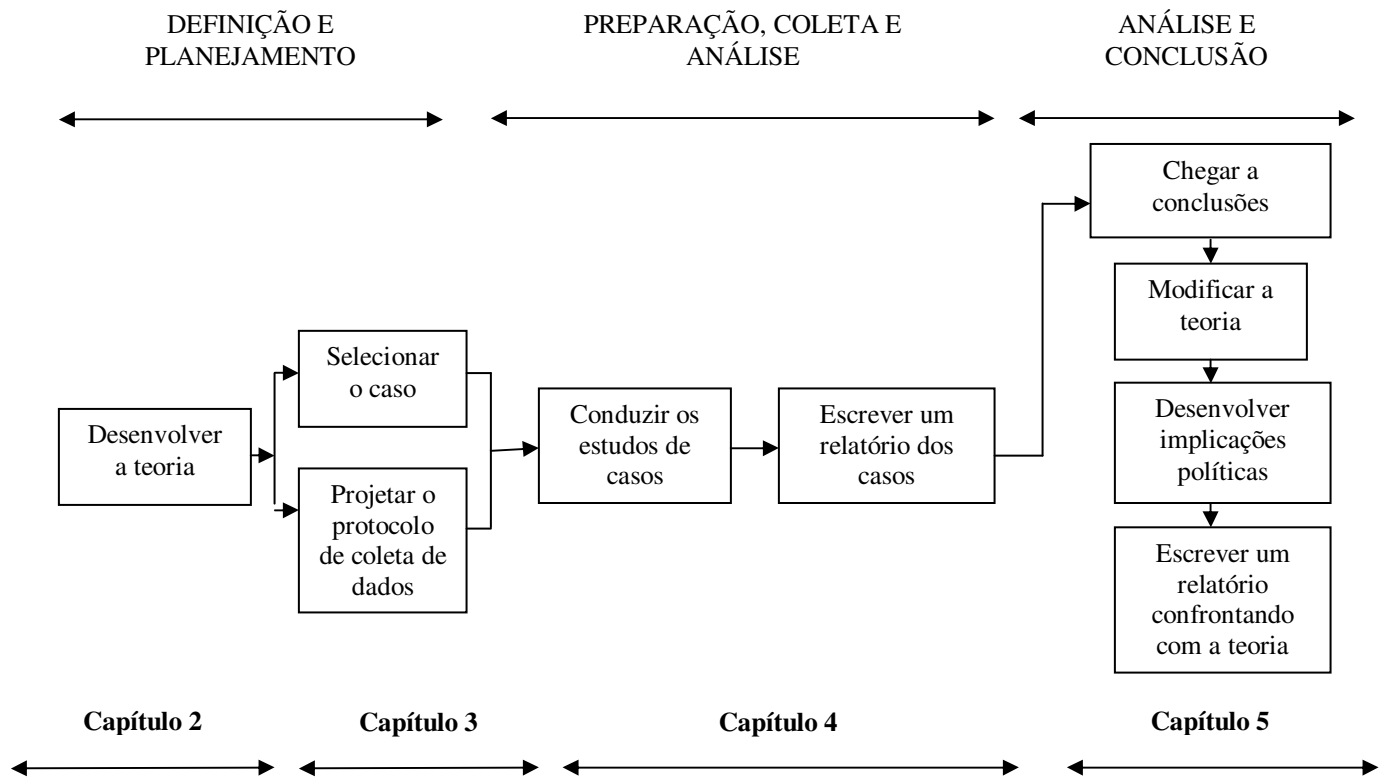 DEFINIÇÃO E
PLANEJAMENTO
PREPARAÇÃO, COLETA E
ANÁLISE
ANÁLISE E
CONCLUSÃO
Desenvolver
a teoria
Selecionar
o caso
Projetar o
protocolo
de coleta de
dados
Conduzir os
estudos de
casos
Escrever um
relatório dos
casos
Chegar a
conclusões
Modificar a
teoria
Desenvolver
implicações
políticas
Escrever um
relatório
confrontando
com a teoria
Capítulo 2
Capítulo 3
Capítulo 4
Capítulo 5